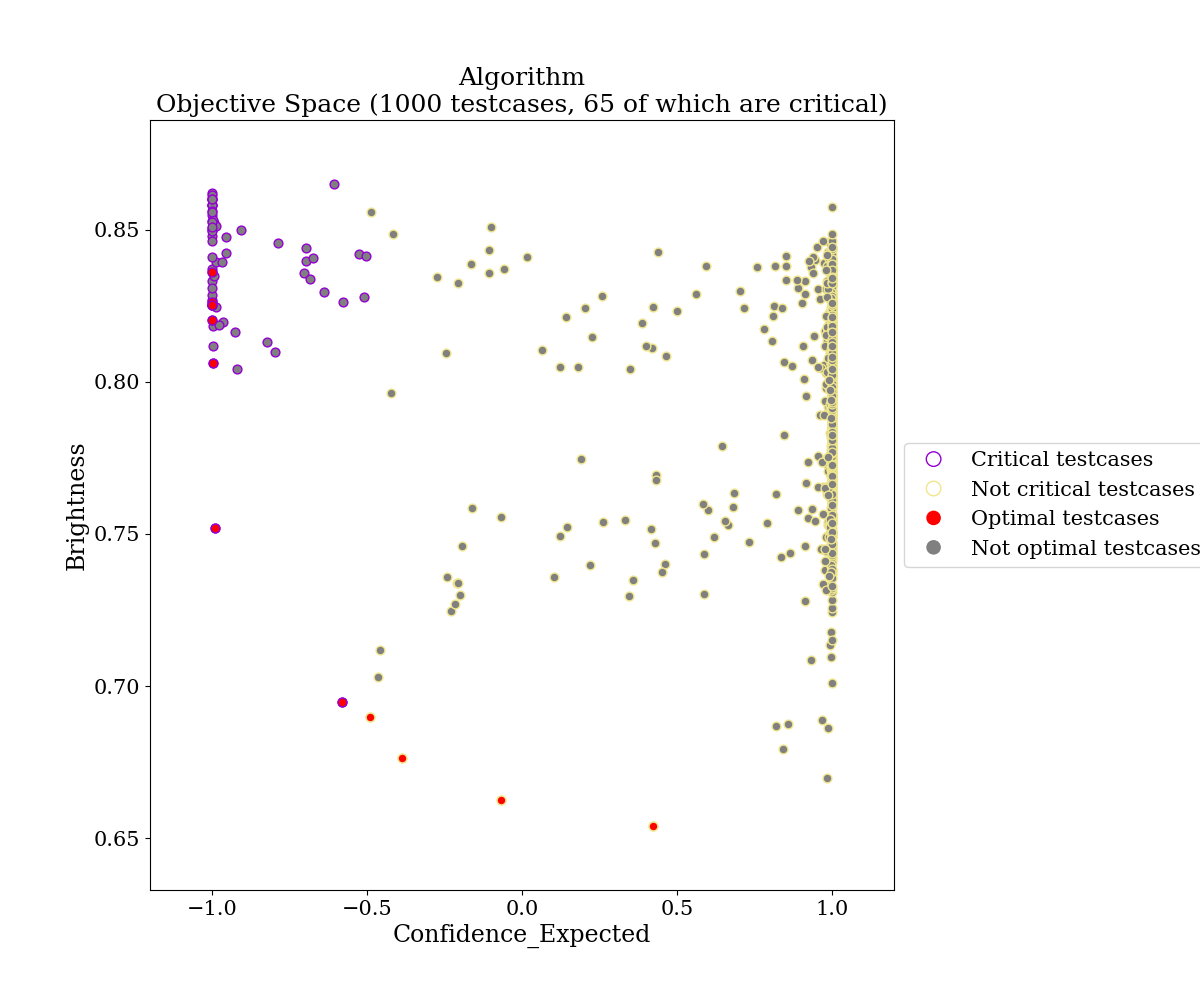 Algorithm
Objective Space (1000 testcases, 65 of which are critical)
Brightness
0.85
0.80
0.75
0.70
0.65
−1.0
−0.5
0.0
0.5
1.0
Confidence_Expected
Critical testcases
Not critical testcases
Optimal testcases
Not optimal testcases